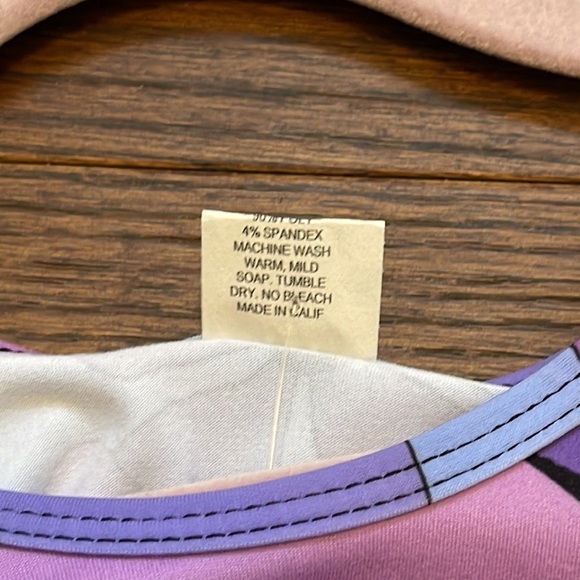 4% SPANDEX
MACHINE WASH
WARM, MILD
SOAP, TUMBLE
DRY. NO BLEACH
MADE IN CALIF